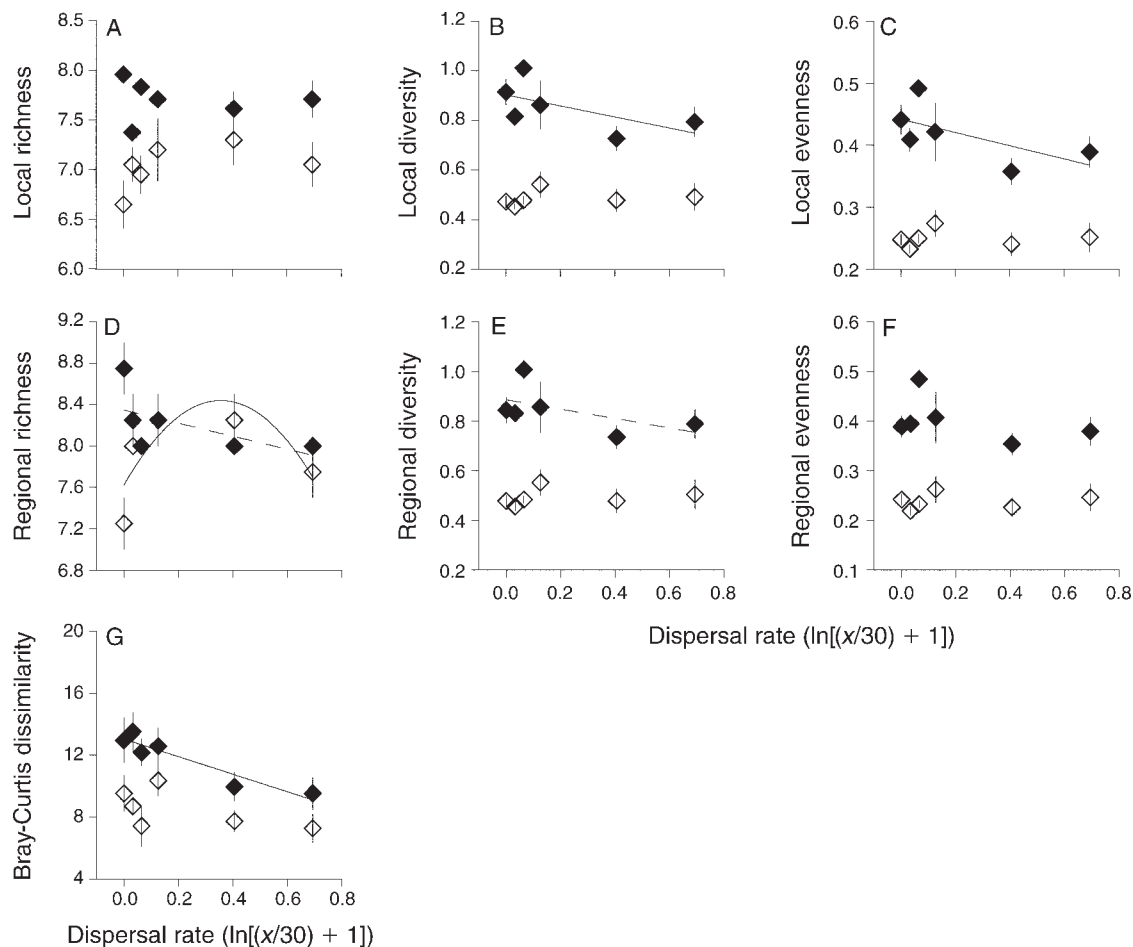 A
Local richness
8.5
8.0
7.5
7.0
6.5
6.0
B
Local diversity
1.2
1.0
0.8
0.6
0.4
0.2
C
Local evenness
0.6
0.5
0.4
0.3
0.2
D
Regional richness
9.2
8.8
8.4
8.0
7.6
7.2
6.8
E
Regional diversity
1.2
1.0
0.8
0.6
0.4
0.2
0.0 0.2 0.4 0.6 0.8
F
Regional evenness
0.6
0.5
0.4
0.3
0.2
0.1
0.0 0.2 0.4 0.6 0.8
Dispersal rate (ln[(x/30) + 1])
G
Bray-Curtis dissimilarity
20
16
12
8
4
0.0 0.2 0.4 0.6 0.8
Dispersal rate (ln[(x/30) + 1])